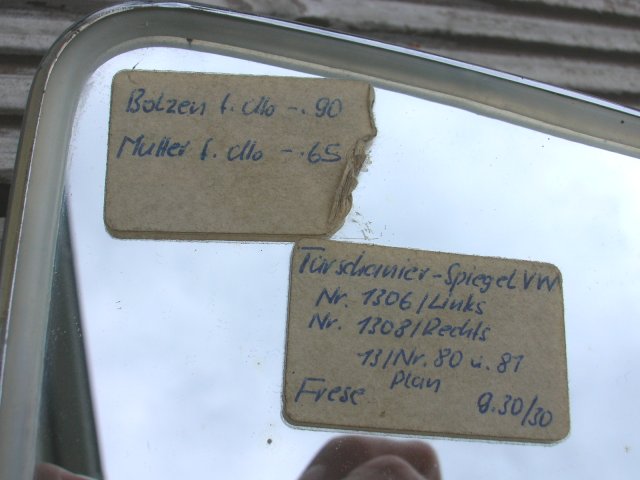 Bolzen f. dto -.90
Mutter f. dto -.65
Türscharnier-Spiegel VW
Nr. 1306/Links
Nr. 1308/Rechts
13/Nr. 80 u. 81
Plan
Frese 9.30/30